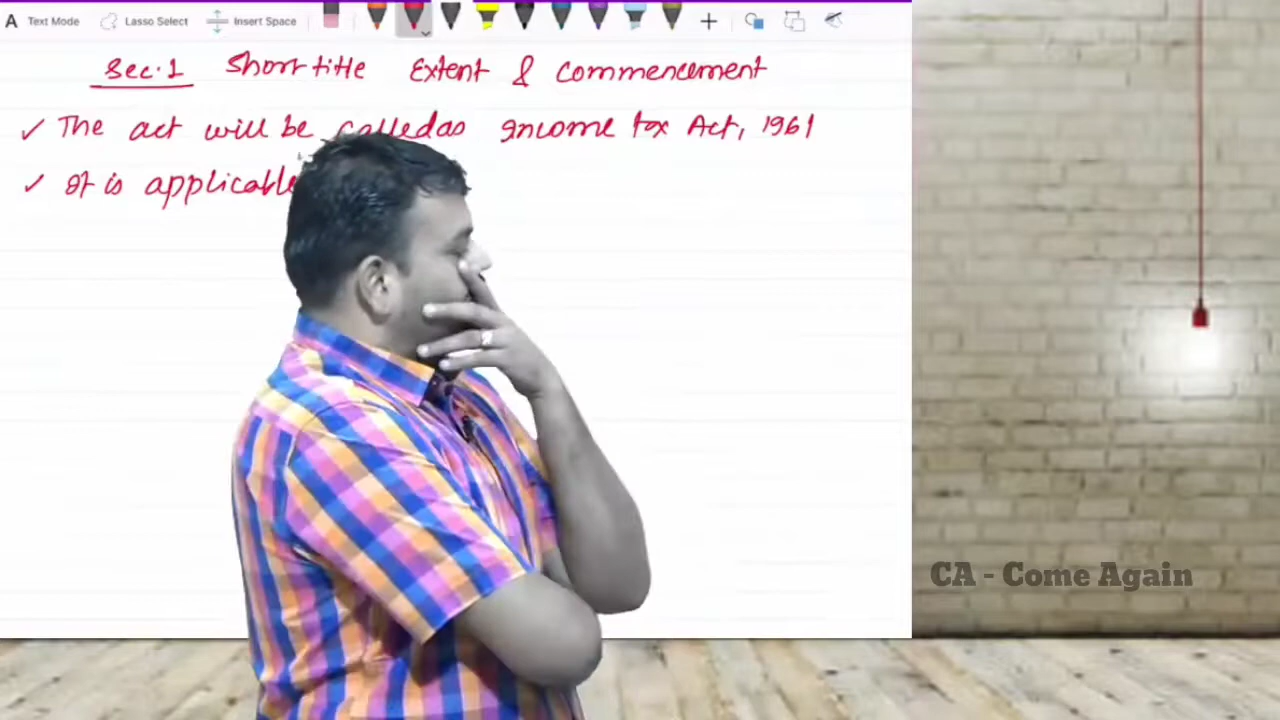 Text Mode Lasso Select Insert Space
Sec.1 Short title Extent & Commencement
✓ The act will be called as Income tax Act, 1961
✓ It is applicable
CA - Come Again